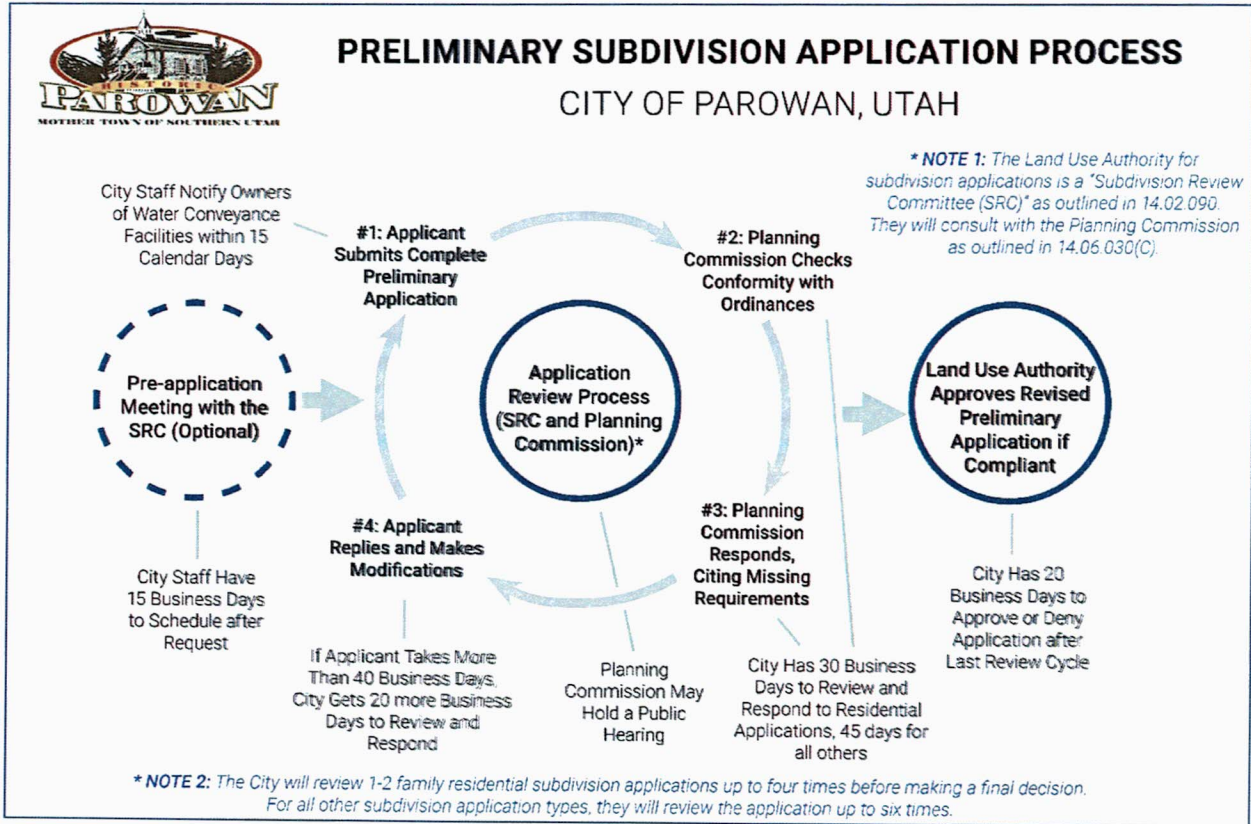 HISTORIC
PAROWAN
MOTHER TOWN OF SOUTHERN UTAH
PRELIMINARY SUBDIVISION APPLICATION PROCESS
CITY OF PAROWAN, UTAH
* NOTE 1: The Land Use Authority for
subdivision applications is a "Subdivision Review
Committee (SRC)" as outlined in 14.02.090.
They will consult with the Planning Commission
as outlined in 14.06.030(C).
City Staff Notify Owners
of Water Conveyance
Facilities within 15
Calendar Days
#1: Applicant
Submits Complete
Preliminary
Application
#2: Planning
Commission Checks
Conformity with
Ordinances
Pre-application
Meeting with the
SRC (Optional)
Application
Review Process
(SRC and Planning
Commission)*
Land Use Authority
Approves Revised
Preliminary
Application if
Compliant
#4: Applicant
Replies and Makes
Modifications
#3: Planning
Commission
Responds,
Citing Missing
Requirements
City Staff Have
15 Business Days
to Schedule after
Request
If Applicant Takes More
Than 40 Business Days,
City Gets 20 more Business
Days to Review and
Respond
Planning
Commission May
Hold a Public
Hearing
City Has 30 Business
Days to Review and
Respond to Residential
Applications, 45 days for
all others
City Has 20
Business Days to
Approve or Deny
Application after
Last Review Cycle
* NOTE 2: The City will review 1-2 family residential subdivision applications up to four times before making a final decision.
For all other subdivision application types, they will review the application up to six times.